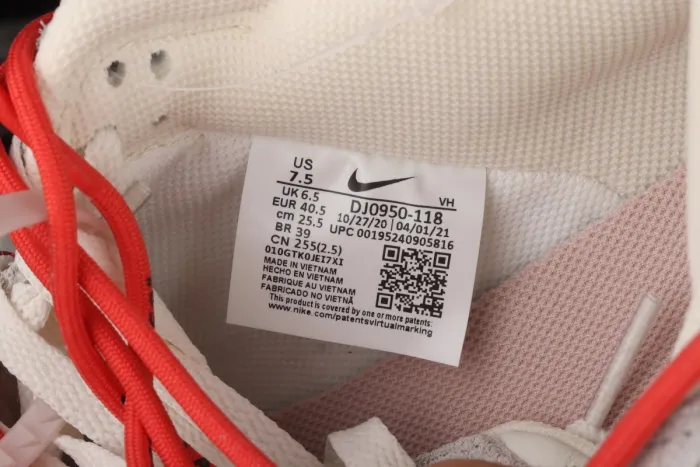 US
7.5
VH
UK 6.5
EUR 40.5
cm 25.5
BR 39
CN 255(2.5)
DJ0950-118
10/27/20 04/01/21
UPC 00195240905816
010GTK0JEI7XI
MADE IN VIETNAM
HECHO EN VIETNAM
FABRIQUE AU VIETNAM
FABRICADO NO VIETNÃ
This product is covered by one or more patents:
www.nike.com/patentsvirtualmarking